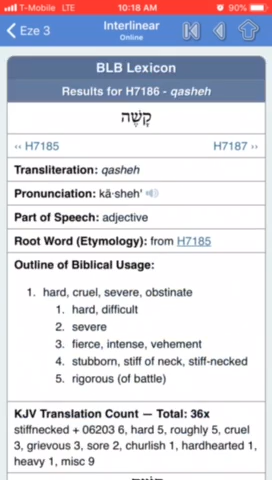 T-Mobile LTE 10:18 AM 90%
Eze 3 Interlinear
Online
BLB Lexicon
Results for H7186 - qasheh
קָשֶׁה
‹‹ H7185 H7187 ››
Transliteration: qasheh
Pronunciation: kä·sheh'
Part of Speech: adjective
Root Word (Etymology): from H7185
Outline of Biblical Usage:
1. hard, cruel, severe, obstinate
1. hard, difficult
2. severe
3. fierce, intense, vehement
4. stubborn, stiff of neck, stiff-necked
5. rigorous (of battle)
KJV Translation Count — Total: 36x
stiffnecked + 06203 6, hard 5, roughly 5, cruel
3, grievous 3, sore 2, churlish 1, hardhearted 1,
heavy 1, misc 9